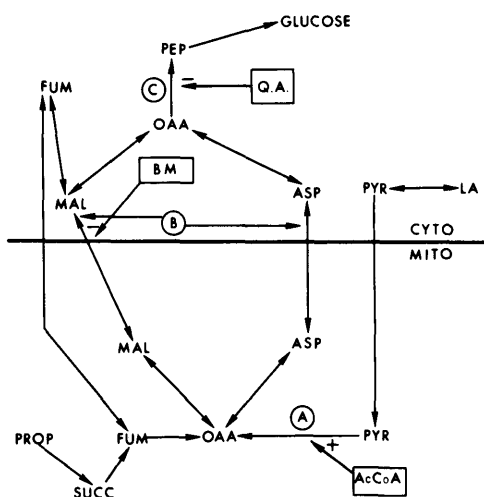 GLUCOSE
PEP
FUM
C
−
Q.A.
OAA
BM
MAL
−
B
ASP
PYR
LA
CYTO
MITO
MAL
ASP
A
PROP
FUM
OAA
+
PYR
SUCC
AcCoA